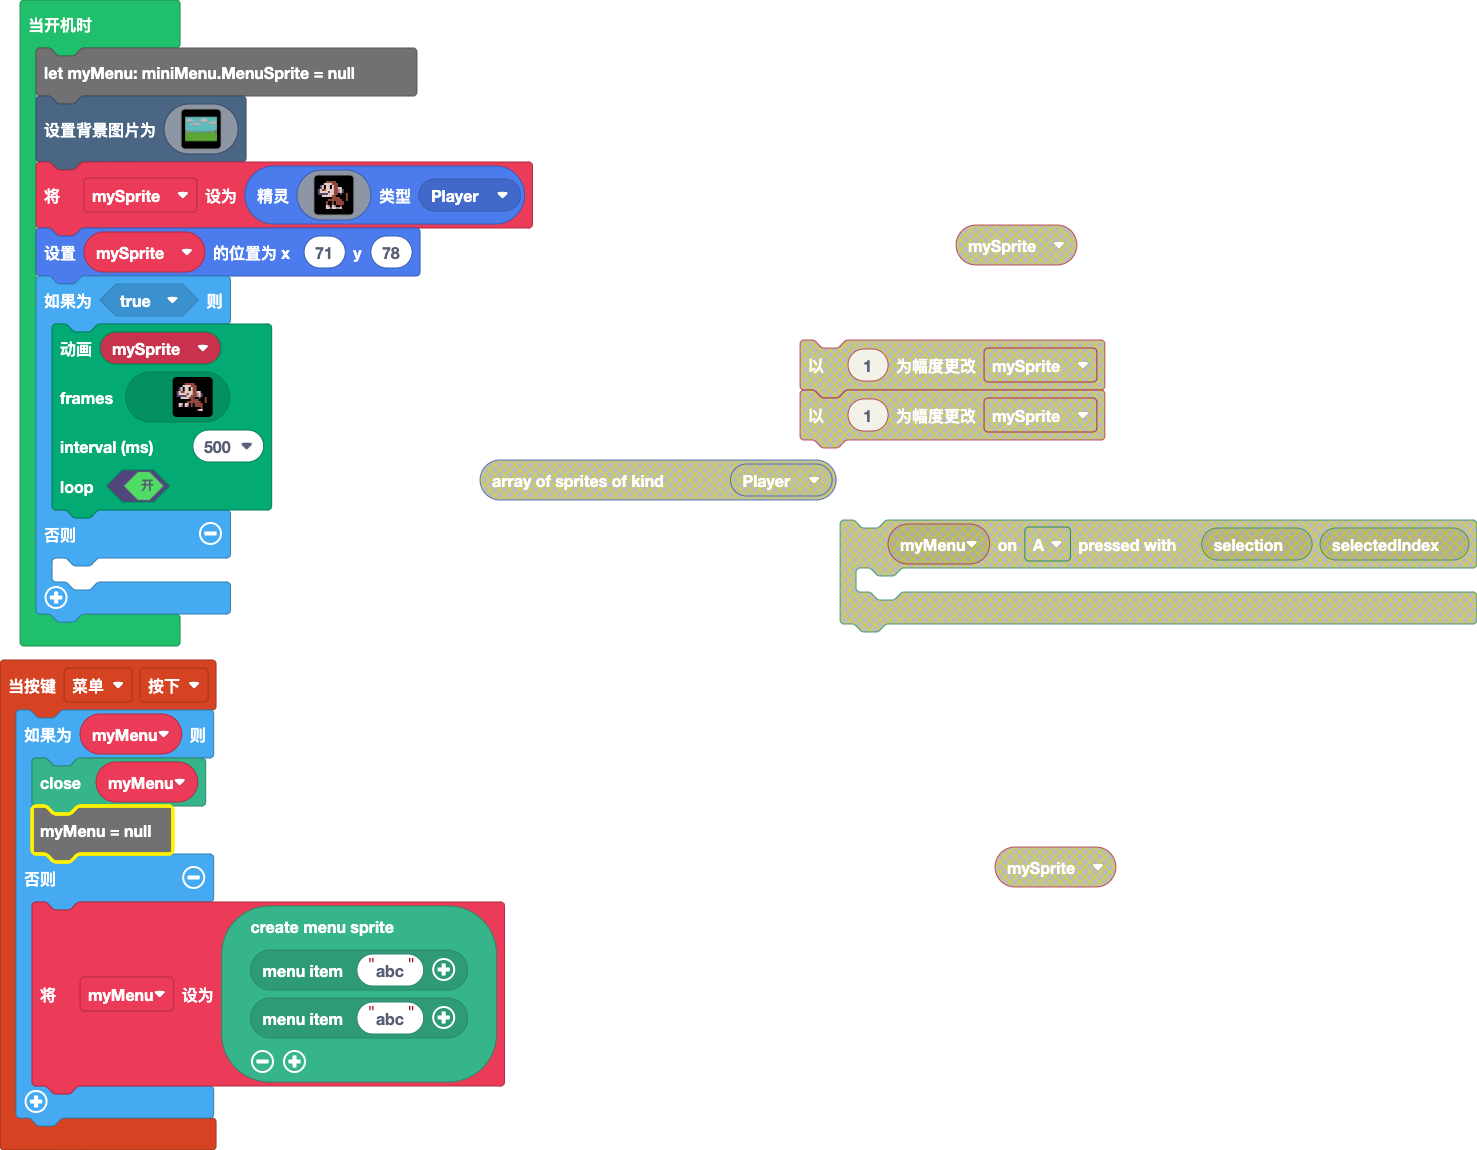 当开机时
let myMenu: miniMenu.MenuSprite = null
设置背景图片为
将 mySprite 设为 精灵 类型 Player
设置 mySprite 的位置为 x 71 y 78
如果为 true 则
动画 mySprite
frames
interval (ms) 500
loop 开
否则
mySprite
以 1 为幅度更改 mySprite
以 1 为幅度更改 mySprite
array of sprites of kind Player
myMenu on A pressed with selection selectedIndex
当按键 菜单 按下
如果为 myMenu 则
close myMenu
myMenu = null
否则
将 myMenu 设为
create menu sprite
menu item "abc"
menu item "abc"
mySprite